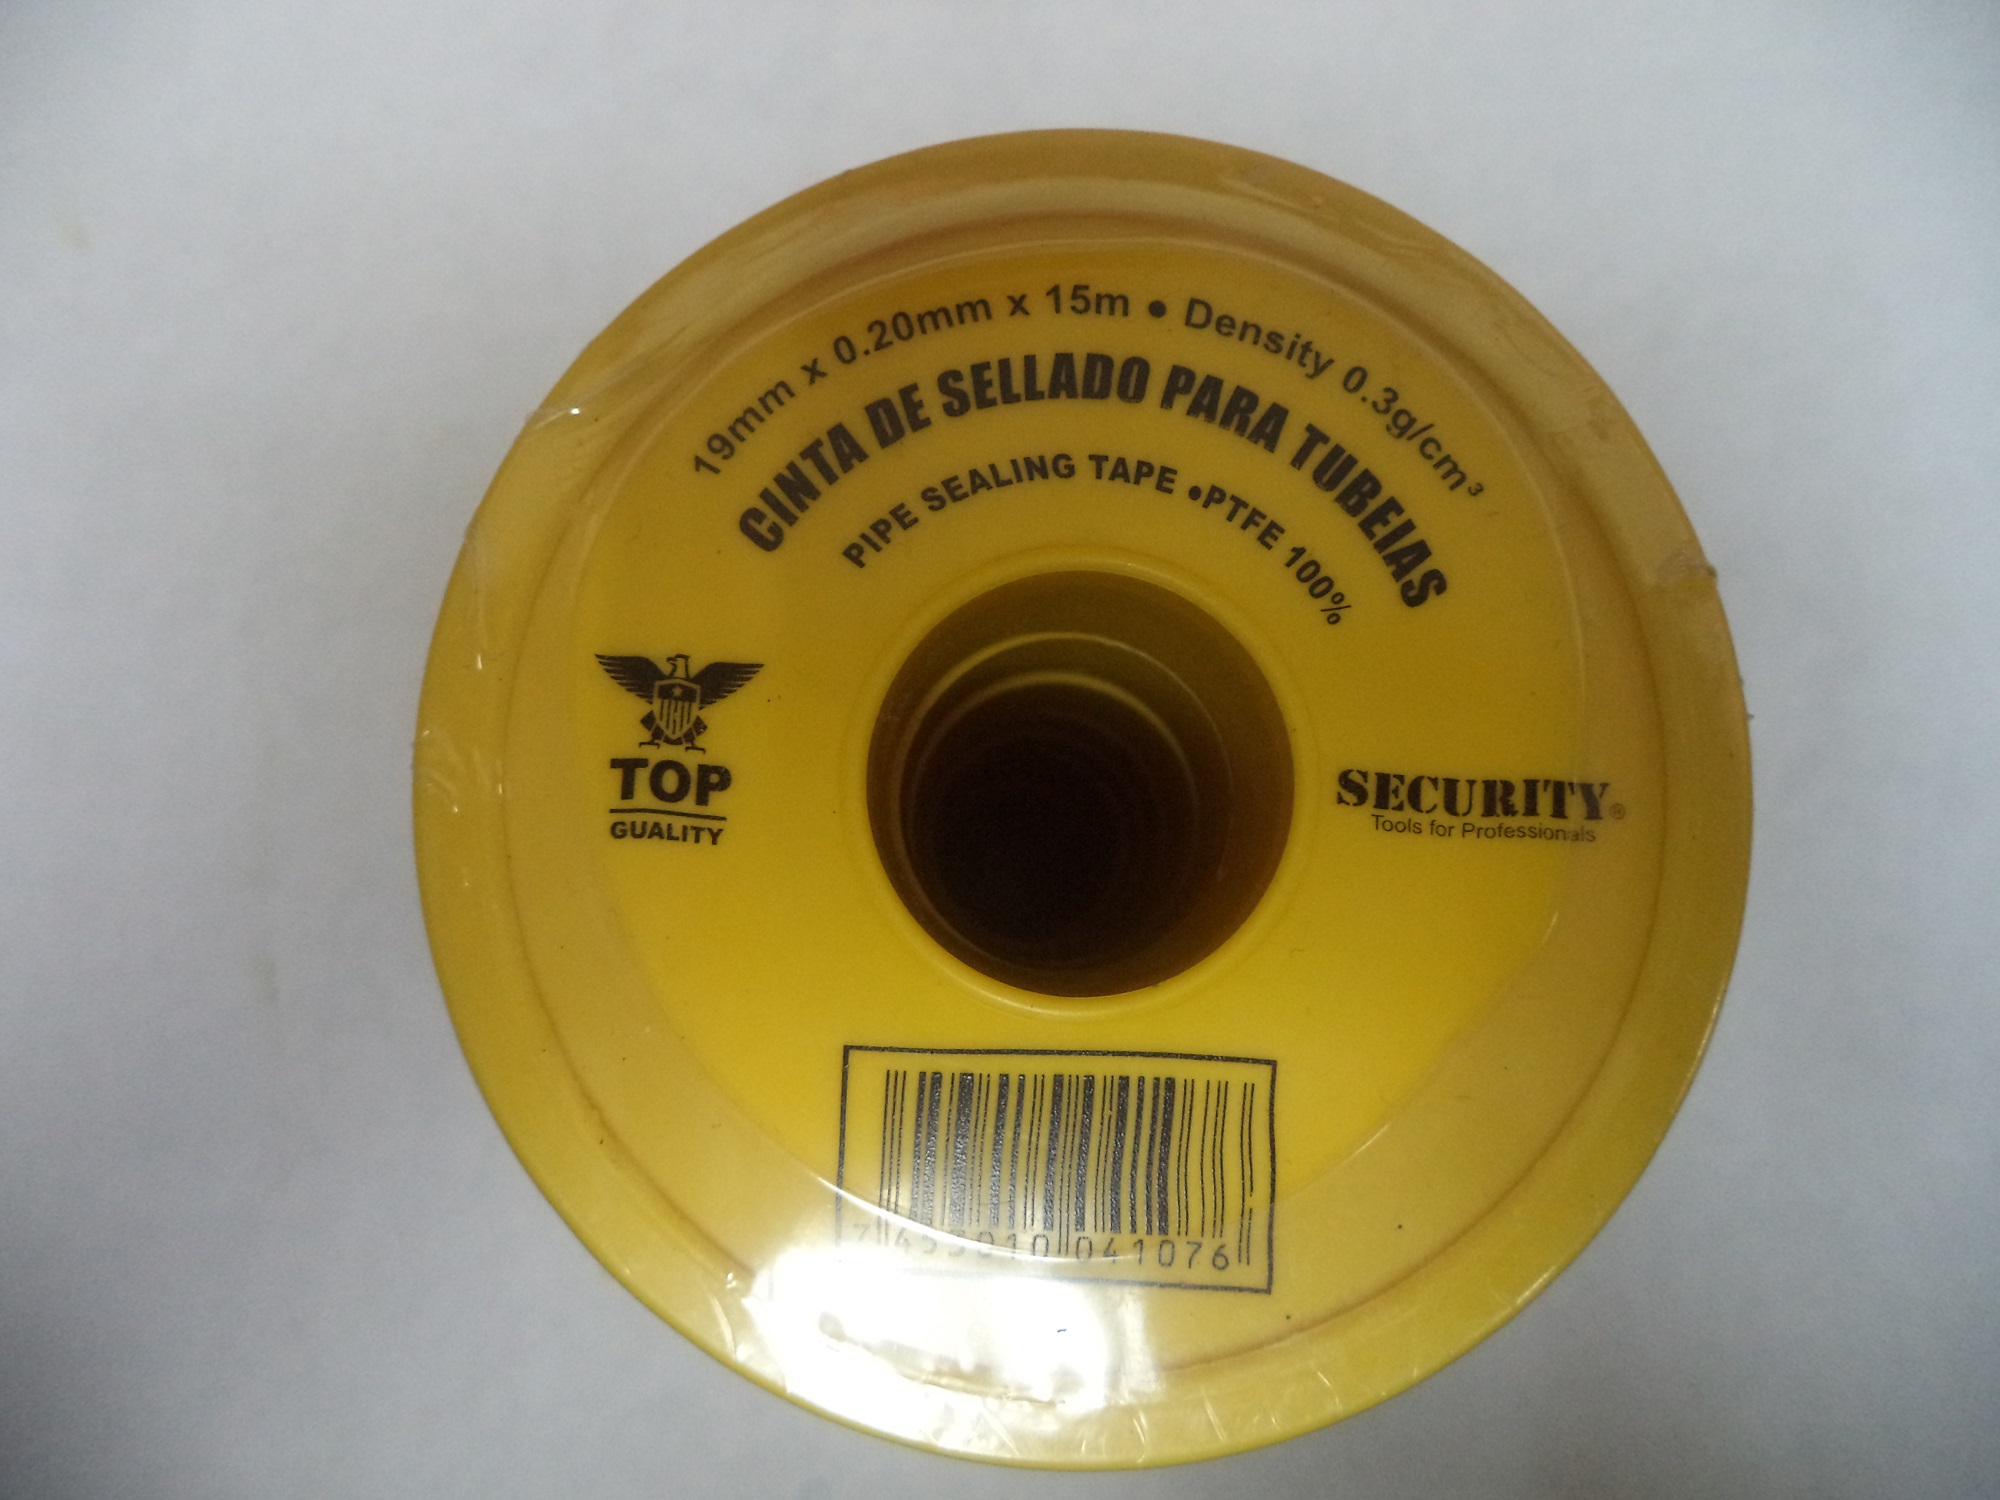 19mm x 0.20mm x 15m • Density 0.3g/cm³
CINTA DE SELLADO PARA TUBEIAS
PIPE SEALING TAPE •PTFE 100%
TOP
GUALITY
SECURITY®
Tools for Professionals
041076